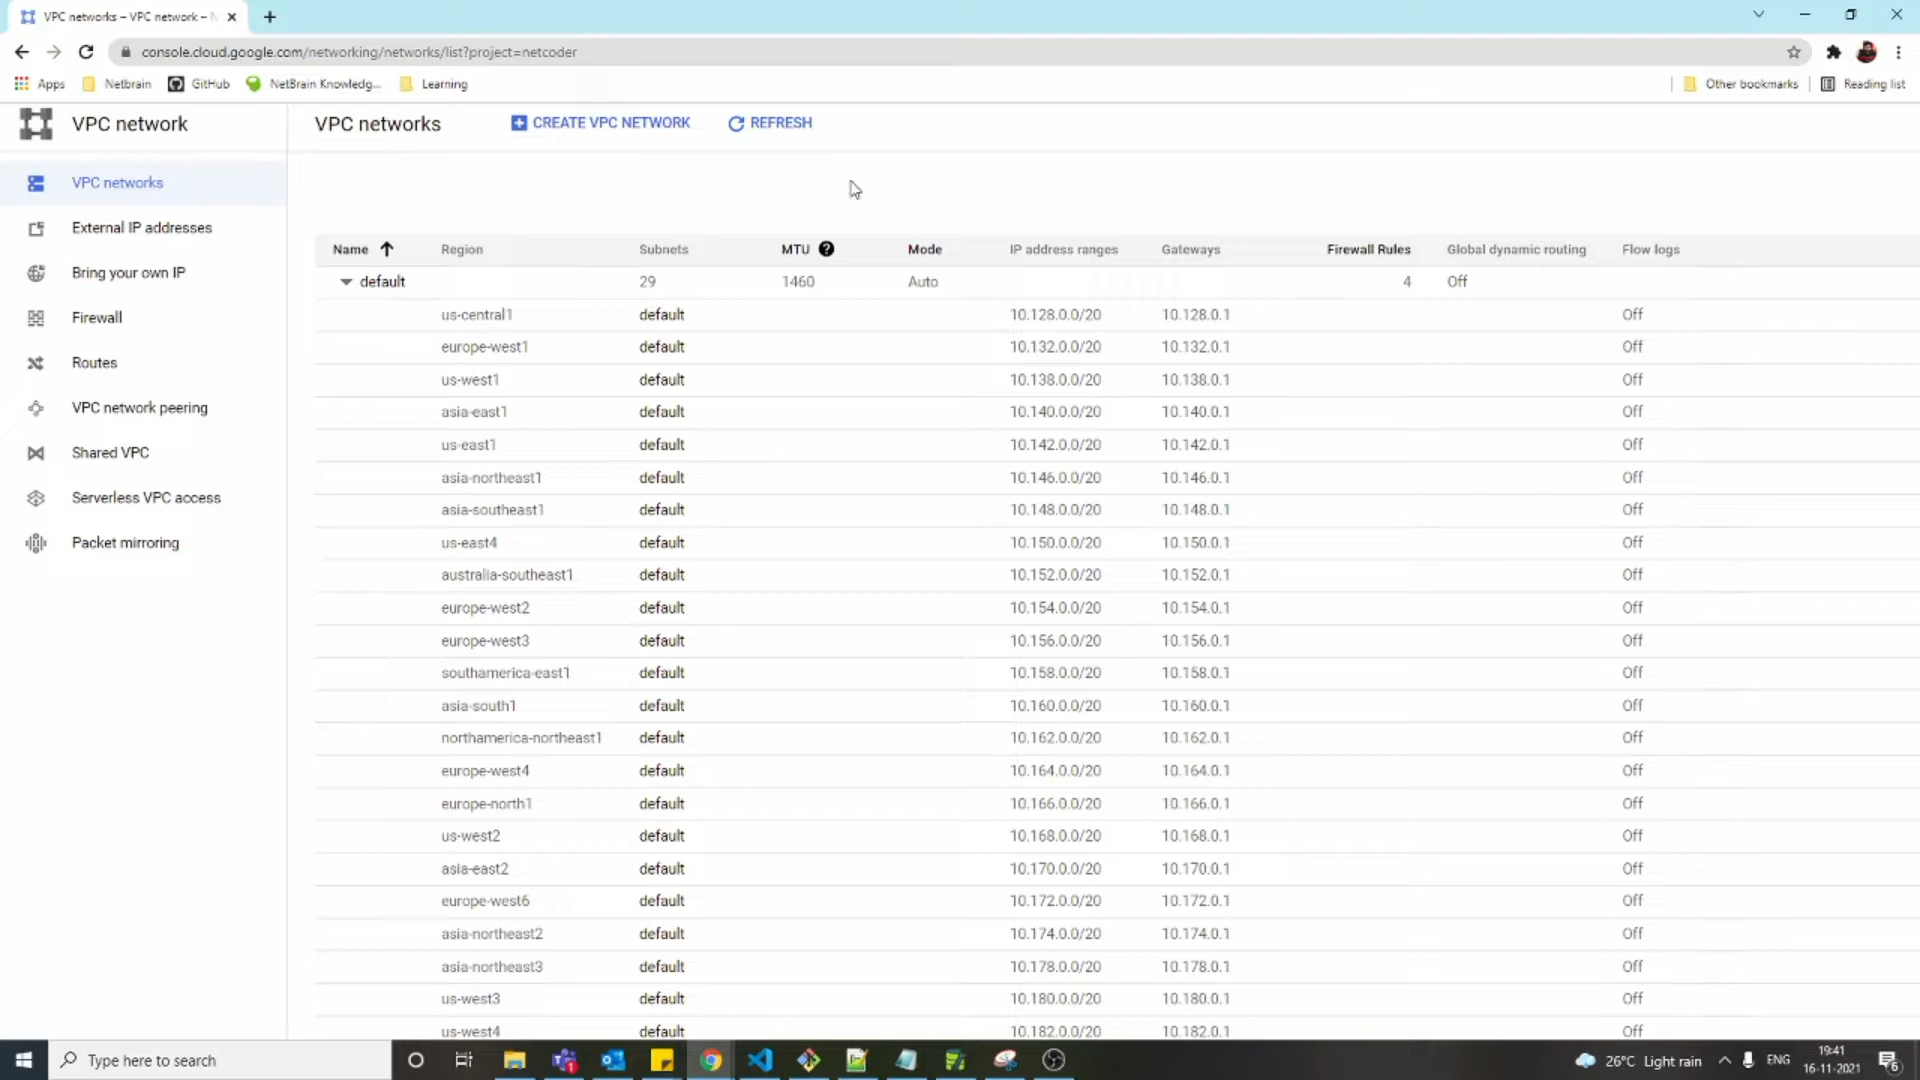 VPC networks – VPC network – N
console.cloud.google.com/networking/networks/list?project=netcoder
Apps Netbrain GitHub NetBrain Knowledg... Learning Other bookmarks Reading list
VPC network
VPC networks CREATE VPC NETWORK REFRESH
VPC networks
External IP addresses
Bring your own IP
Firewall
Routes
VPC network peering
Shared VPC
Serverless VPC access
Packet mirroring
Name Region Subnets MTU ? Mode IP address ranges Gateways Firewall Rules Global dynamic routing Flow logs
default 29 1460 Auto 4 Off
us-central1 default 10.128.0.0/20 10.128.0.1 Off
europe-west1 default 10.132.0.0/20 10.132.0.1 Off
us-west1 default 10.138.0.0/20 10.138.0.1 Off
asia-east1 default 10.140.0.0/20 10.140.0.1 Off
us-east1 default 10.142.0.0/20 10.142.0.1 Off
asia-northeast1 default 10.146.0.0/20 10.146.0.1 Off
asia-southeast1 default 10.148.0.0/20 10.148.0.1 Off
us-east4 default 10.150.0.0/20 10.150.0.1 Off
australia-southeast1 default 10.152.0.0/20 10.152.0.1 Off
europe-west2 default 10.154.0.0/20 10.154.0.1 Off
europe-west3 default 10.156.0.0/20 10.156.0.1 Off
southamerica-east1 default 10.158.0.0/20 10.158.0.1 Off
asia-south1 default 10.160.0.0/20 10.160.0.1 Off
northamerica-northeast1 default 10.162.0.0/20 10.162.0.1 Off
europe-west4 default 10.164.0.0/20 10.164.0.1 Off
europe-north1 default 10.166.0.0/20 10.166.0.1 Off
us-west2 default 10.168.0.0/20 10.168.0.1 Off
asia-east2 default 10.170.0.0/20 10.170.0.1 Off
europe-west6 default 10.172.0.0/20 10.172.0.1 Off
asia-northeast2 default 10.174.0.0/20 10.174.0.1 Off
asia-northeast3 default 10.178.0.0/20 10.178.0.1 Off
us-west3 default 10.180.0.0/20 10.180.0.1 Off
us-west4 default 10.182.0.0/20 10.182.0.1 Off
Type here to search 26°C Light rain ENG 19:41
16-11-2021 6